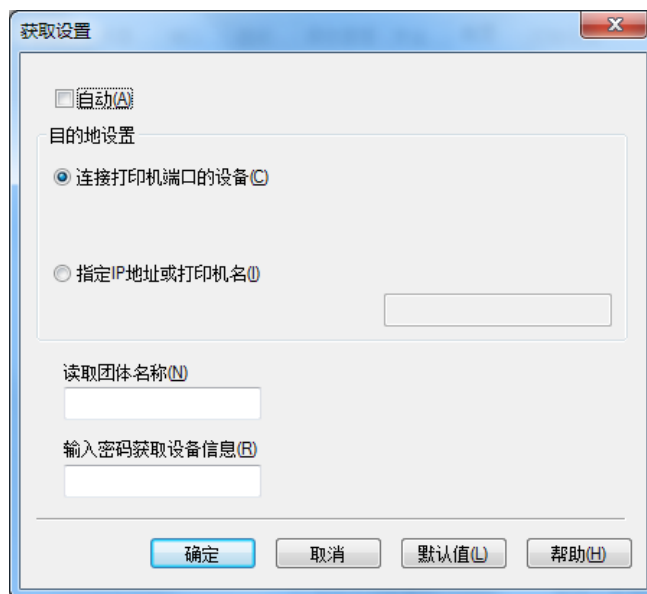 获取设置
自动(A)
目的地设置
连接打印机端口的设备(C)
指定IP地址或打印机名(I)
读取团体名称(N)
输入密码获取设备信息(R)
确定 取消 默认值(L) 帮助(H)